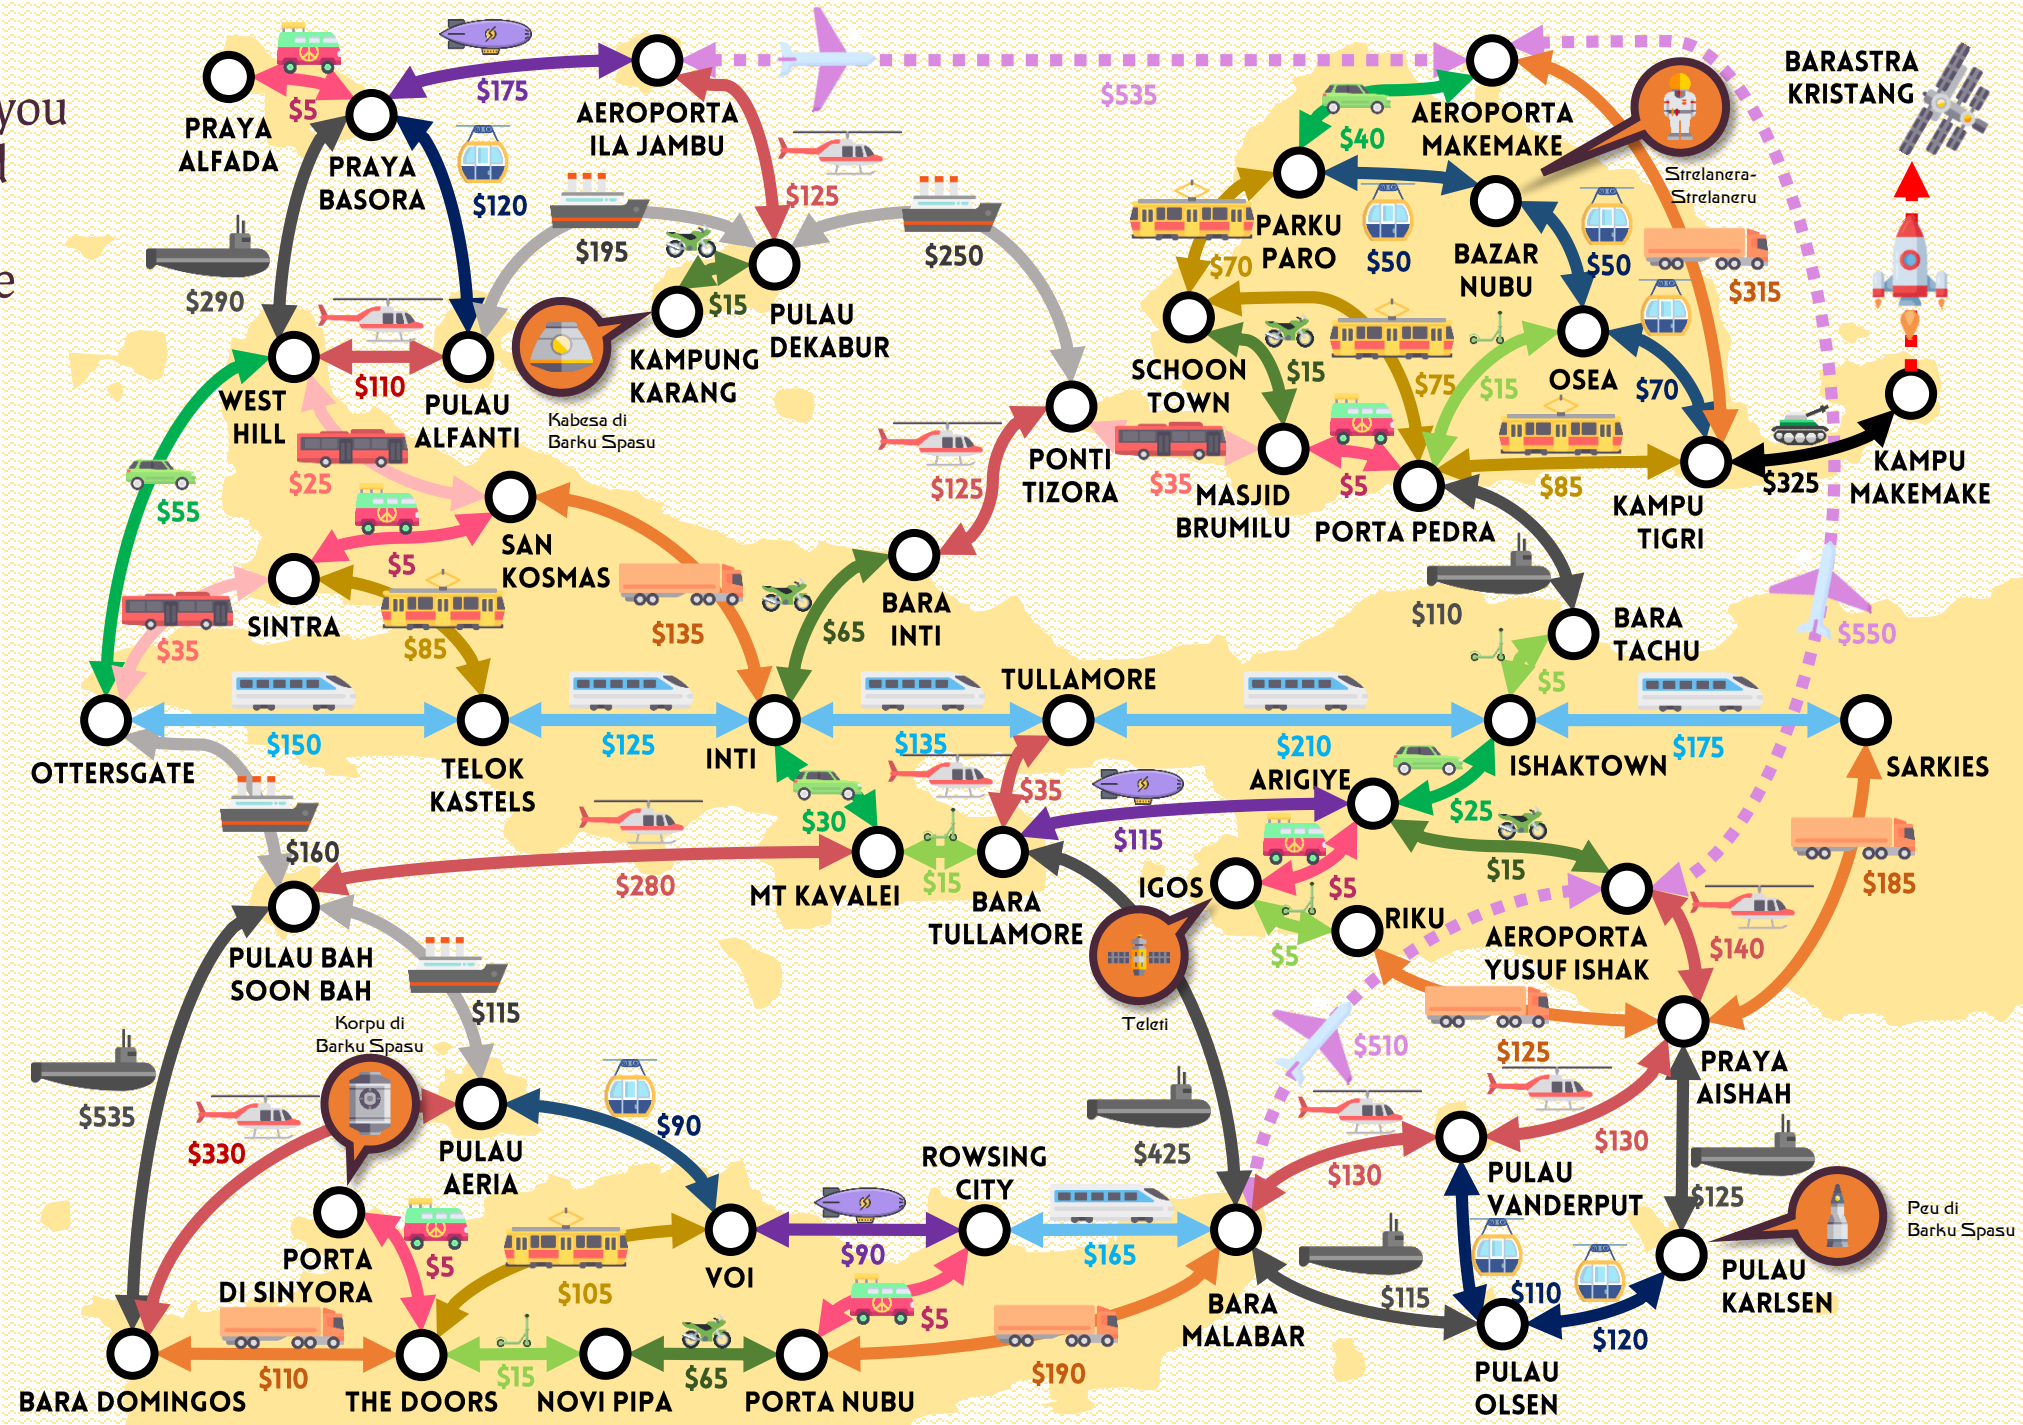 you
d
e
PRAYA
ALFADA
$5
PRAYA
BASORA
$175
AEROPORTA
ILA JAMBU
$535
AEROPORTA
MAKEMAKE
BARASTRA
KRISTANG
$290
$120
$195
$125
$250
$15
PULAU
DEKABUR
KAMPUNG
KARANG
Kabesa di
Barku Spasu
$40
PARKU
PARO
$70
$50
BAZAR
NUBU
$50
Strelanera-
Strelaneru
$315
WEST
HILL
$110
PULAU
ALFANTI
$55
$25
SAN
KOSMAS
$5
SINTRA
$35
$85
$135
PONTI
TIZORA
$125
BARA
INTI
$65
SCHOON
TOWN
$15
$75
$15
OSEA
$70
$35
MASJID
BRUMILU
$5
PORTA PEDRA
$85
KAMPU
TIGRI
$325
KAMPU
MAKEMAKE
$110
BARA
TACHU
$5
$550
OTTERSGATE
$150
TELOK
KASTELS
$125
INTI
$135
TULLAMORE
$210
ISHAKTOWN
$175
SARKIES
$160
$30
$35
$115
ARIGIYE
$25
$15
$185
$280
MT KAVALEI
$15
BARA
TULLAMORE
IGOS
$5
RIKU
$5
Teleti
AEROPORTA
YUSUF ISHAK
$140
PULAU BAH
SOON BAH
$115
Korpu di
Barku Spasu
$535
$330
PULAU
AERIA
$90
$425
$510
$125
PRAYA
AISHAH
$130
$130
PULAU
VANDERPUT
$125
Peu di
Barku Spasu
PULAU
KARLSEN
PORTA
DI SINYORA
$5
$105
VOI
$90
ROWSING
CITY
$165
$5
BARA
MALABAR
$115
$110
$120
PULAU
OLSEN
BARA DOMINGOS
$110
THE DOORS
$15
NOVI PIPA
$65
PORTA NUBU
$190